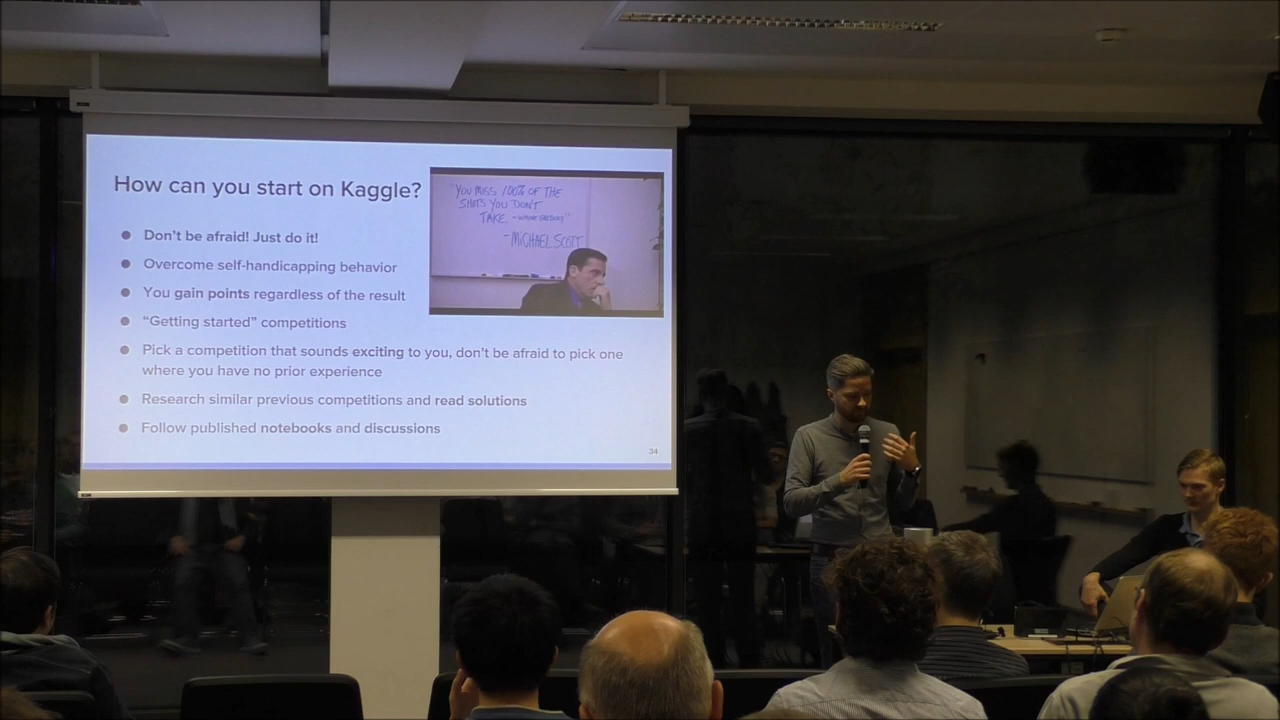 How can you start on Kaggle?
"YOU MISS 100% OF THE
SHOTS YOU DON'T
TAKE. -WAYNE GRETZKY"
-MICHAEL SCOTT
● Don't be afraid! Just do it!
● Overcome self-handicapping behavior
● You gain points regardless of the result
● "Getting started" competitions
● Pick a competition that sounds exciting to you, don't be afraid to pick one
where you have no prior experience
● Research similar previous competitions and read solutions
● Follow published notebooks and discussions
34